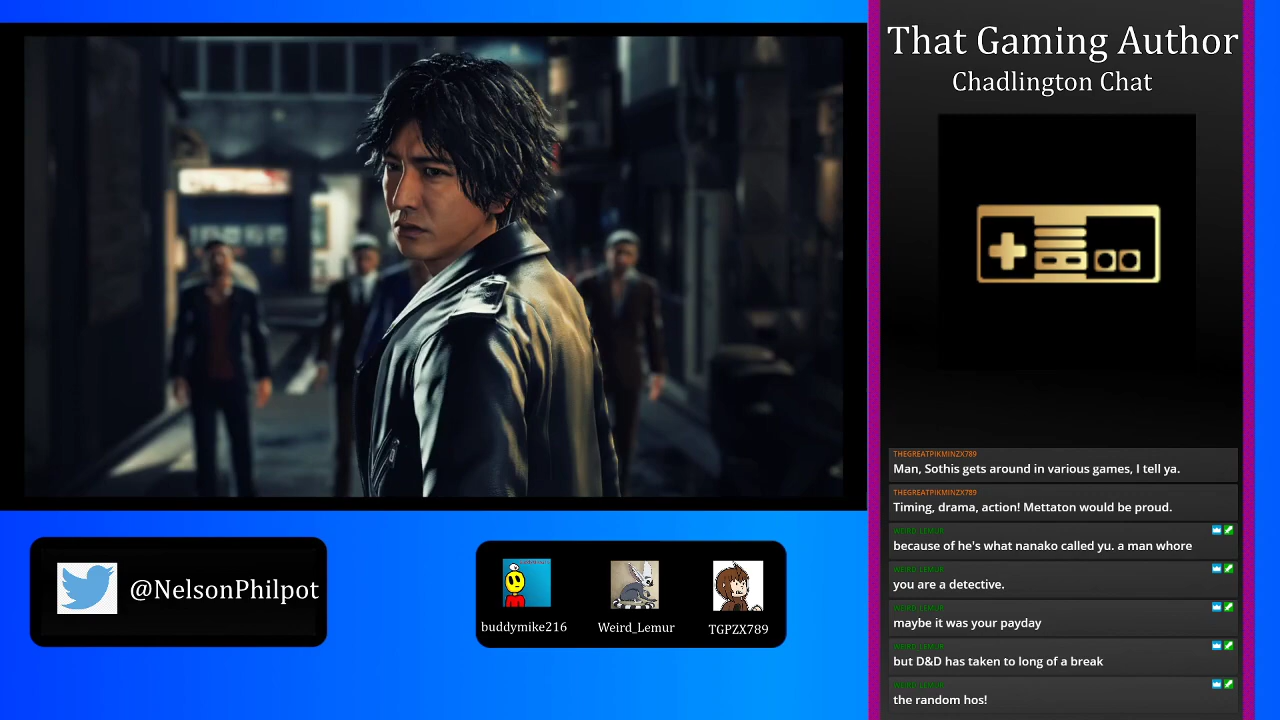 That Gaming Author
Chadlington Chat
THEGREATPIKMINZX789
Man, Sothis gets around in various games, I tell ya.
THEGREATPIKMINZX789
Timing, drama, action! Mettaton would be proud.
WEIRD_LEMUR
because of he's what nanako called yu. a man whore
WEIRD_LEMUR
you are a detective.
WEIRD_LEMUR
maybe it was your payday
WEIRD_LEMUR
but D&D has taken to long of a break
WEIRD_LEMUR
the random hos!
@NelsonPhilpot
buddymike216
Weird_Lemur
TGPZX789